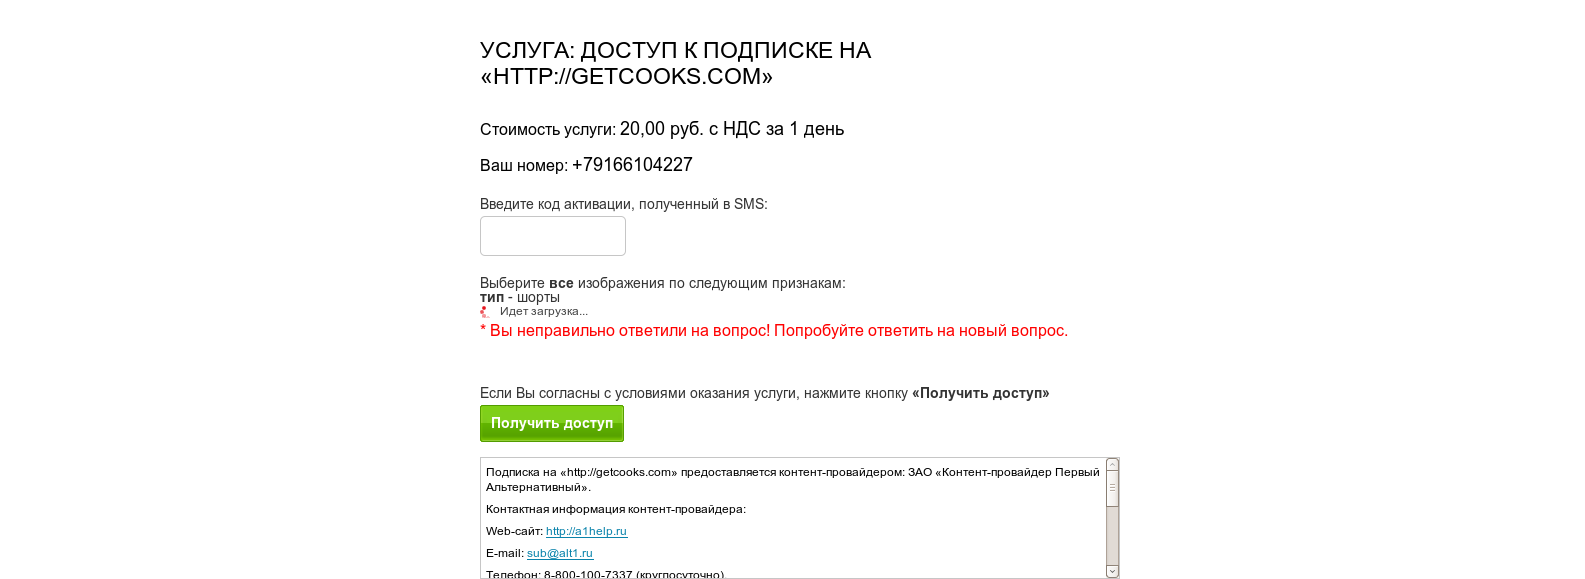 УСЛУГА: ДОСТУП К ПОДПИСКЕ НА
«HTTP://GETCOOKS.COM»
Стоимость услуги: 20,00 руб. с НДС за 1 день
Ваш номер: +79166104227
Введите код активации, полученный в SMS:
Выберите все изображения по следующим признакам:
тип - шорты
Идет загрузка...
* Вы неправильно ответили на вопрос! Попробуйте ответить на новый вопрос.
Если Вы согласны с условиями оказания услуги, нажмите кнопку «Получить доступ»
Получить доступ
Подписка на «http://getcooks.com» предоставляется контент-провайдером: ЗАО «Контент-провайдер Первый
Альтернативный».
Контактная информация контент-провайдера:
Web-сайт: http://a1help.ru
E-mail: sub@alt1.ru
Телефон: 8-800-100-7337 (круглосуточно)